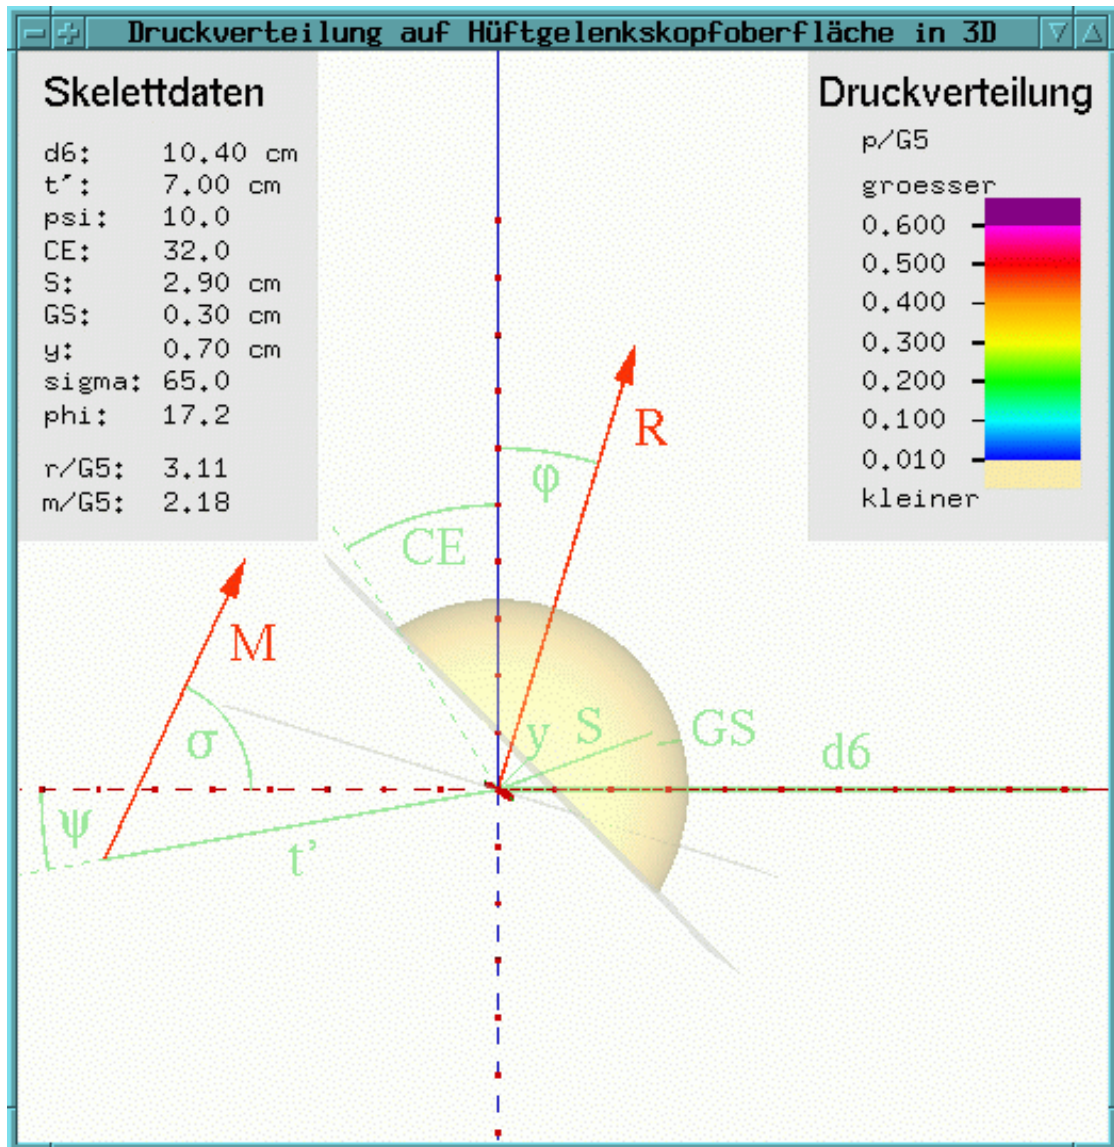 Druckverteilung auf Hüftgelenkskopfoberfläche in 3D
Skelettdaten
d6: 10.40 cm
t': 7.00 cm
psi: 10.0
CE: 32.0
S: 2.90 cm
GS: 0.30 cm
y: 0.70 cm
sigma: 65.0
phi: 17.2
r/G5: 3.11
m/G5: 2.18
Druckverteilung
p/G5
groesser
0.600
0.500
0.400
0.300
0.200
0.100
0.010
kleiner
R
φ
CE
M
σ
y
S
GS
d6
ψ
t'